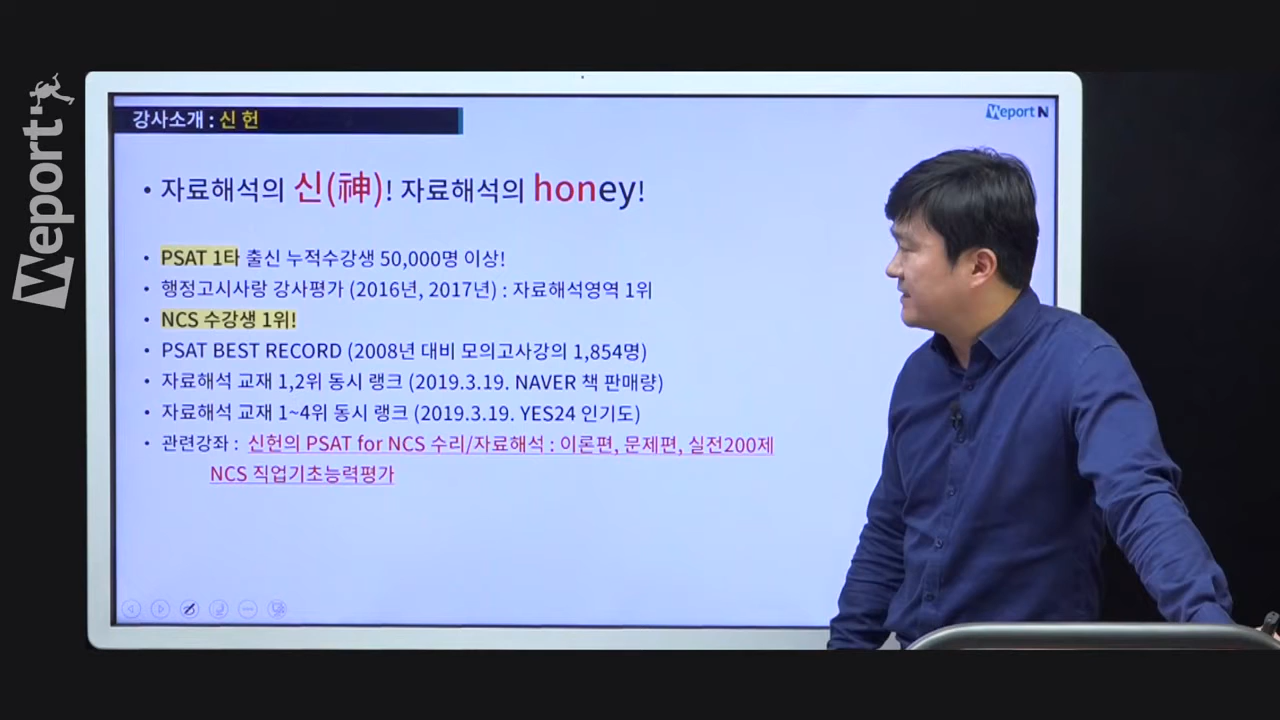 Weport
강사소개 : 신 헌
Weport N
• 자료해석의 신(神)! 자료해석의 honey!
• PSAT 1타 출신 누적수강생 50,000명 이상!
• 행정고시사랑 강사평가 (2016년, 2017년) : 자료해석영역 1위
• NCS 수강생 1위!
• PSAT BEST RECORD (2008년 대비 모의고사강의 1,854명)
• 자료해석 교재 1,2위 동시 랭크 (2019.3.19. NAVER 책 판매량)
• 자료해석 교재 1~4위 동시 랭크 (2019.3.19. YES24 인기도)
• 관련강좌 : 신헌의 PSAT for NCS 수리/자료해석 : 이론편, 문제편, 실전200제
NCS 직업기초능력평가